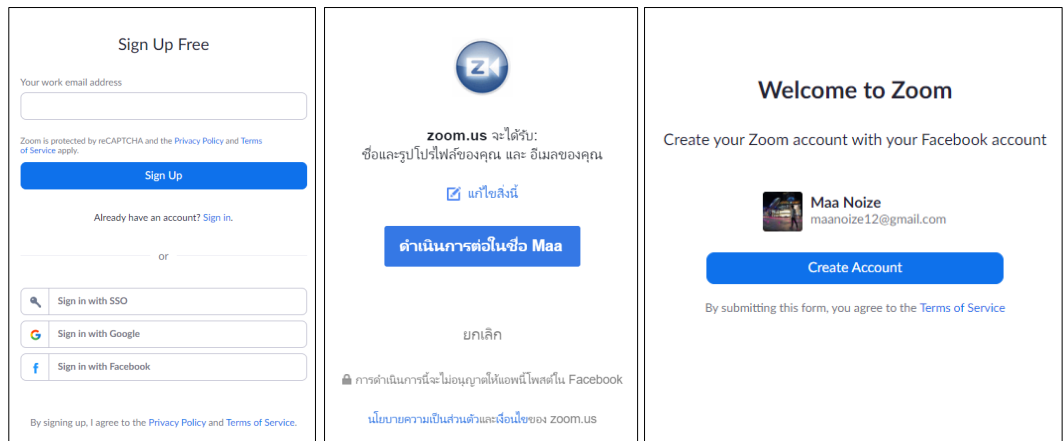 Sign Up Free
Your work email address
Zoom is protected by reCAPTCHA and the Privacy Policy and Terms
of Service apply.
Sign Up
Already have an account? Sign in.
or
Sign in with SSO
G Sign in with Google
f Sign in with Facebook
By signing up, I agree to the Privacy Policy and Terms of Service.
Z
zoom.us จะได้รับ:
ชื่อและรูปโปรไฟล์ของคุณ และ อีเมลของคุณ
แก้ไขสิ่งนี้
ดำเนินการต่อในชื่อ Maa
ยกเลิก
การดำเนินการนี้จะไม่อนุญาตให้แอพนี้โพสต์ใน Facebook
นโยบายความเป็นส่วนตัวและเงื่อนไขของ zoom.us
Welcome to Zoom
Create your Zoom account with your Facebook account
Maa Noize
maanoize12@gmail.com
Create Account
By submitting this form, you agree to the Terms of Service